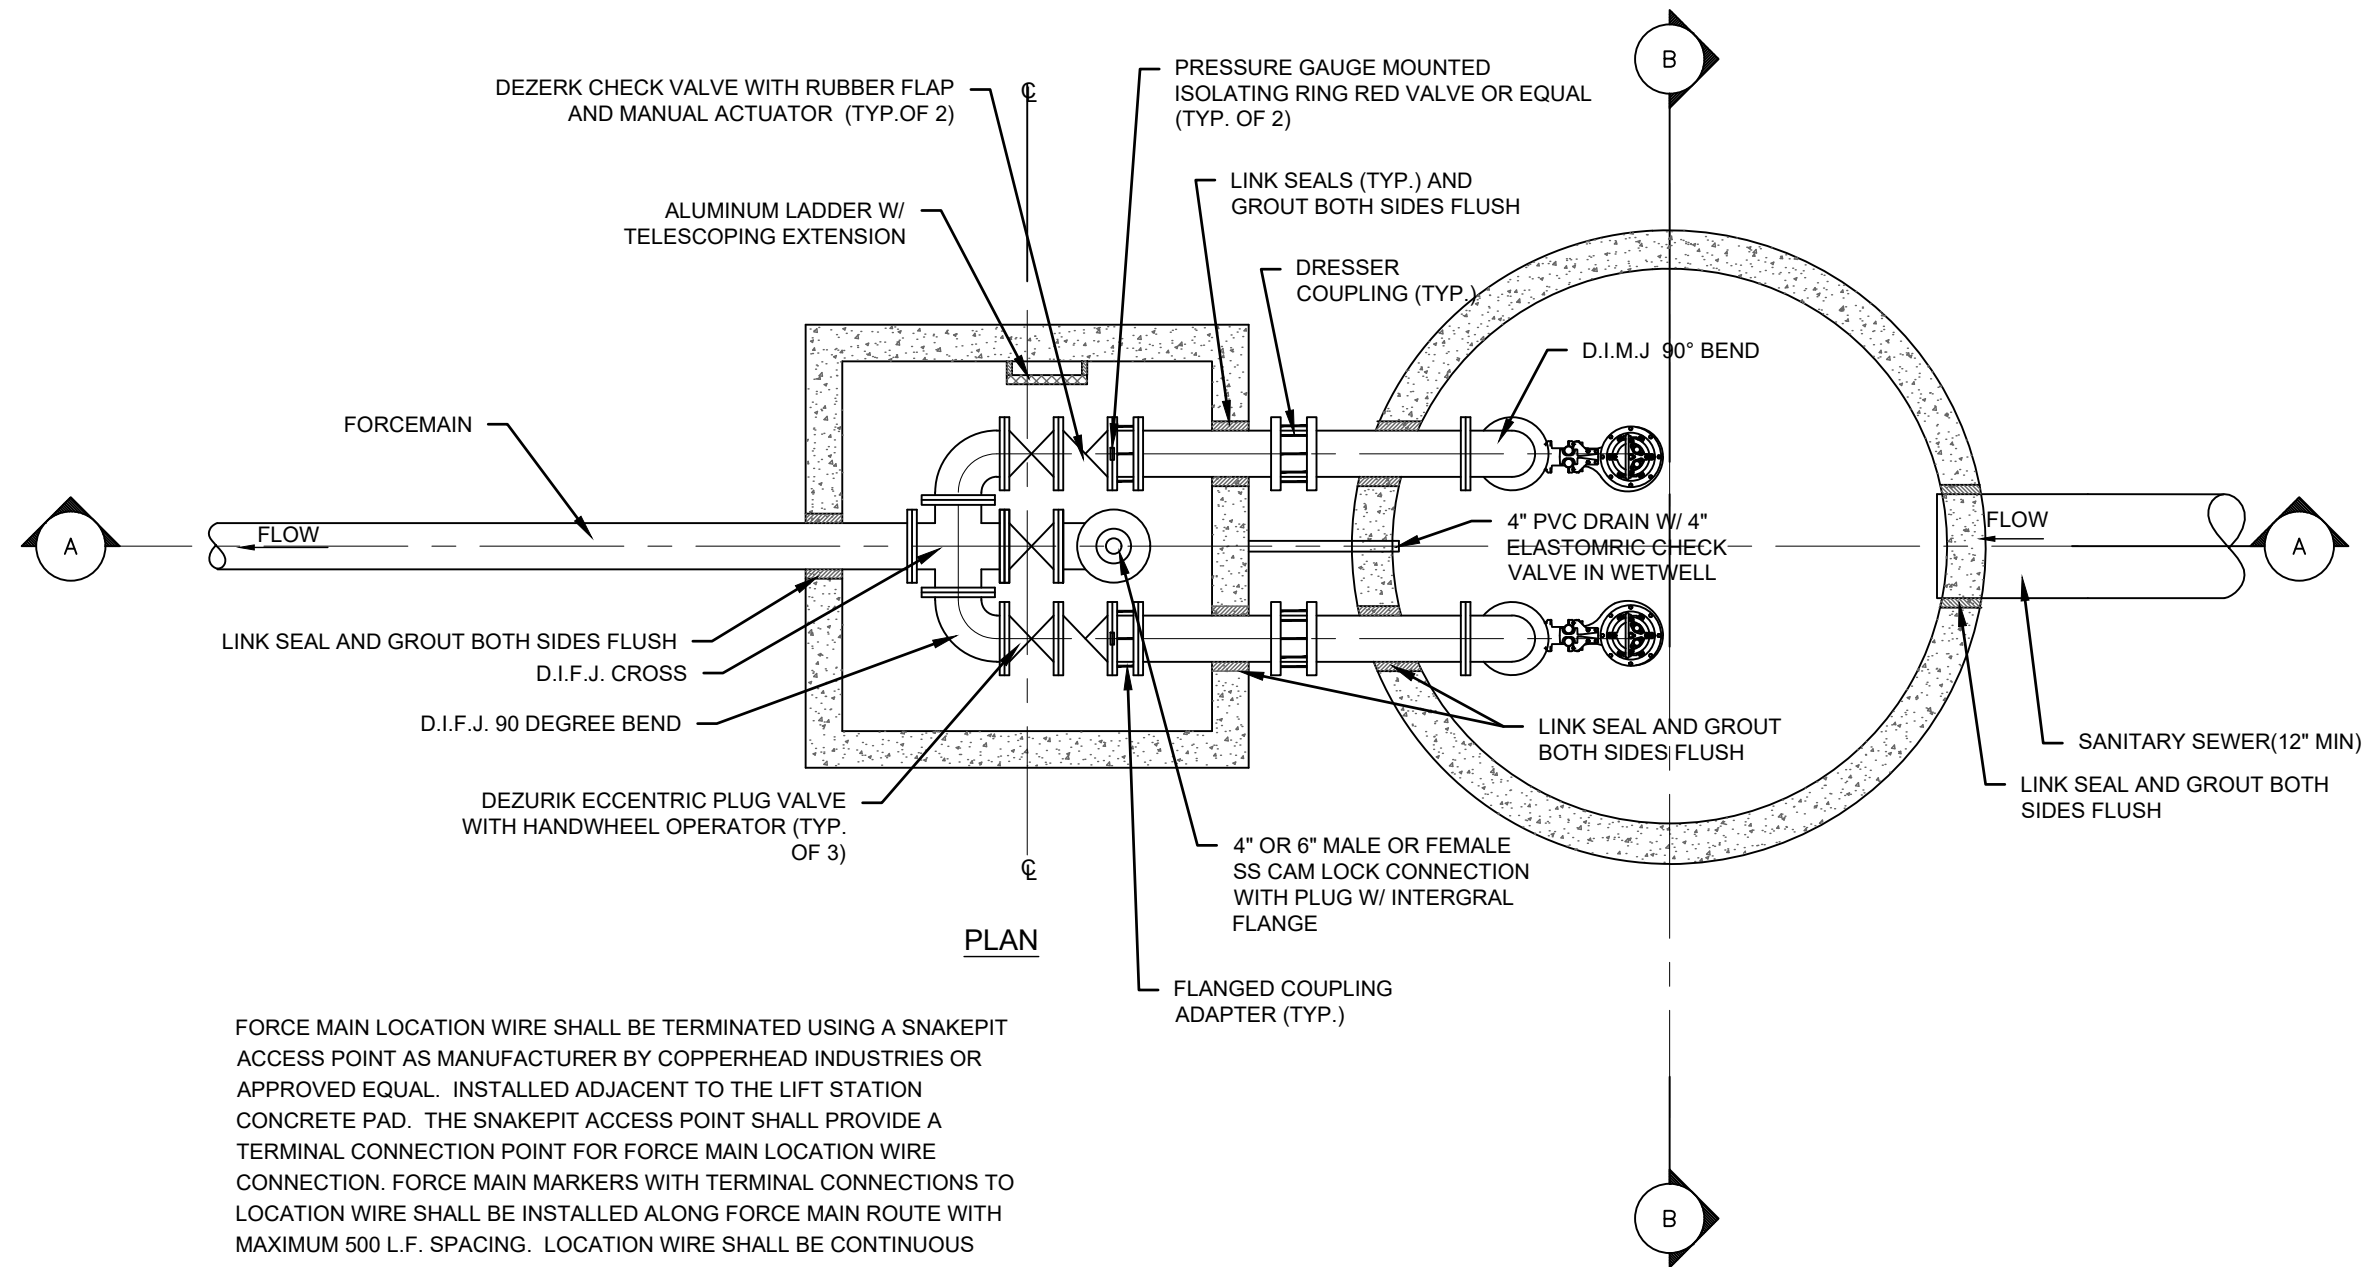 B
DEZERK CHECK VALVE WITH RUBBER FLAP
AND MANUAL ACTUATOR  (TYP.OF 2)
℄
PRESSURE GAUGE MOUNTED
ISOLATING RING RED VALVE OR EQUAL
(TYP. OF 2)
ALUMINUM LADDER W/
TELESCOPING EXTENSION
LINK SEALS (TYP.) AND
GROUT BOTH SIDES FLUSH
DRESSER
COUPLING (TYP.)
D.I.M.J  90° BEND
FORCEMAIN
A
FLOW
4" PVC DRAIN W/ 4"
ELASTOMRIC CHECK
VALVE IN WETWELL
FLOW
A
LINK SEAL AND GROUT BOTH SIDES FLUSH
D.I.F.J. CROSS
D.I.F.J. 90 DEGREE BEND
LINK SEAL AND GROUT
BOTH SIDES FLUSH
SANITARY SEWER(12" MIN)
LINK SEAL AND GROUT BOTH
SIDES FLUSH
DEZURIK ECCENTRIC PLUG VALVE
WITH HANDWHEEL OPERATOR (TYP.
OF 3)
℄
4" OR 6" MALE OR FEMALE
SS CAM LOCK CONNECTION
WITH PLUG W/ INTERGRAL
FLANGE
PLAN
FLANGED COUPLING
ADAPTER (TYP.)
FORCE MAIN LOCATION WIRE SHALL BE TERMINATED USING A SNAKEPIT
ACCESS POINT AS MANUFACTURER BY COPPERHEAD INDUSTRIES OR
APPROVED EQUAL.  INSTALLED ADJACENT TO THE LIFT STATION
CONCRETE PAD.  THE SNAKEPIT ACCESS POINT SHALL PROVIDE A
TERMINAL CONNECTION POINT FOR FORCE MAIN LOCATION WIRE
CONNECTION. FORCE MAIN MARKERS WITH TERMINAL CONNECTIONS TO
LOCATION WIRE SHALL BE INSTALLED ALONG FORCE MAIN ROUTE WITH
MAXIMUM 500 L.F. SPACING.  LOCATION WIRE SHALL BE CONTINUOUS
B